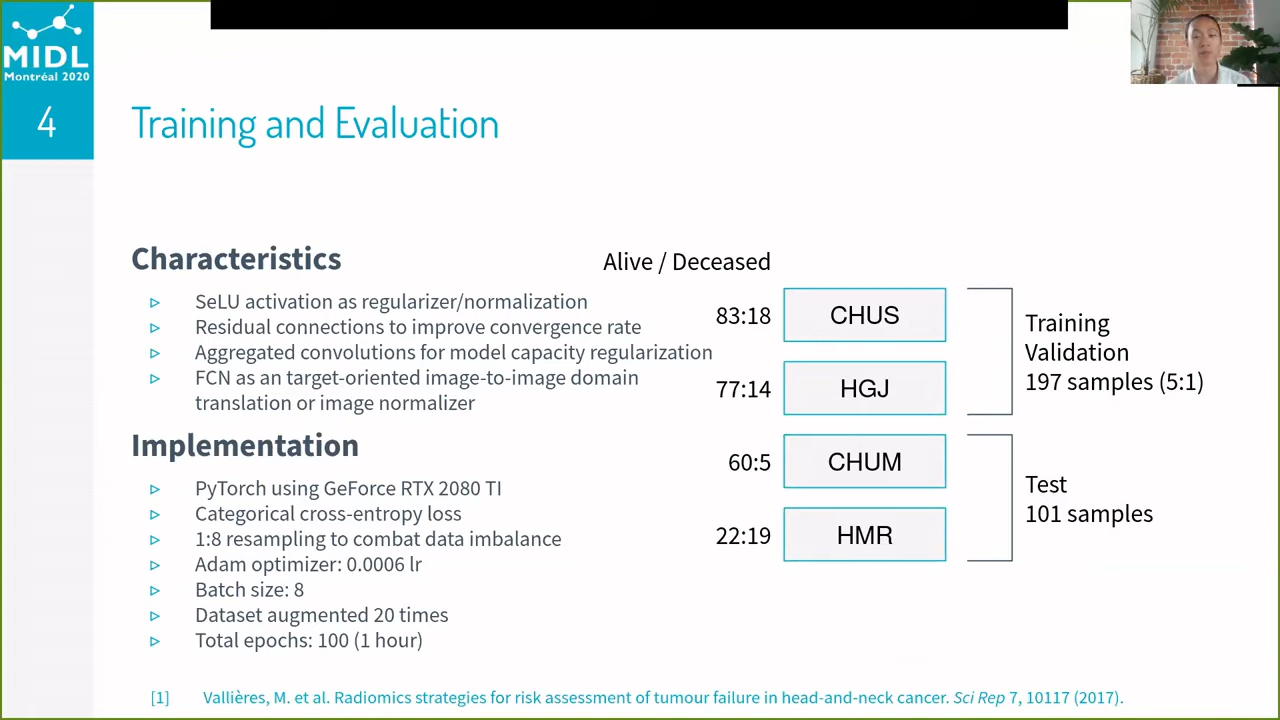 MIDL
Montréal 2020
4
Training and Evaluation
Characteristics
SeLU activation as regularizer/normalization
Residual connections to improve convergence rate
Aggregated convolutions for model capacity regularization
FCN as an target-oriented image-to-image domain
translation or image normalizer
Implementation
PyTorch using GeForce RTX 2080 TI
Categorical cross-entropy loss
1:8 resampling to combat data imbalance
Adam optimizer: 0.0006 lr
Batch size: 8
Dataset augmented 20 times
Total epochs: 100 (1 hour)
Alive / Deceased
83:18 CHUS
77:14 HGJ
60:5 CHUM
22:19 HMR
Training
Validation
197 samples (5:1)
Test
101 samples
[1] Vallières, M. et al. Radiomics strategies for risk assessment of tumour failure in head-and-neck cancer. Sci Rep 7, 10117 (2017).